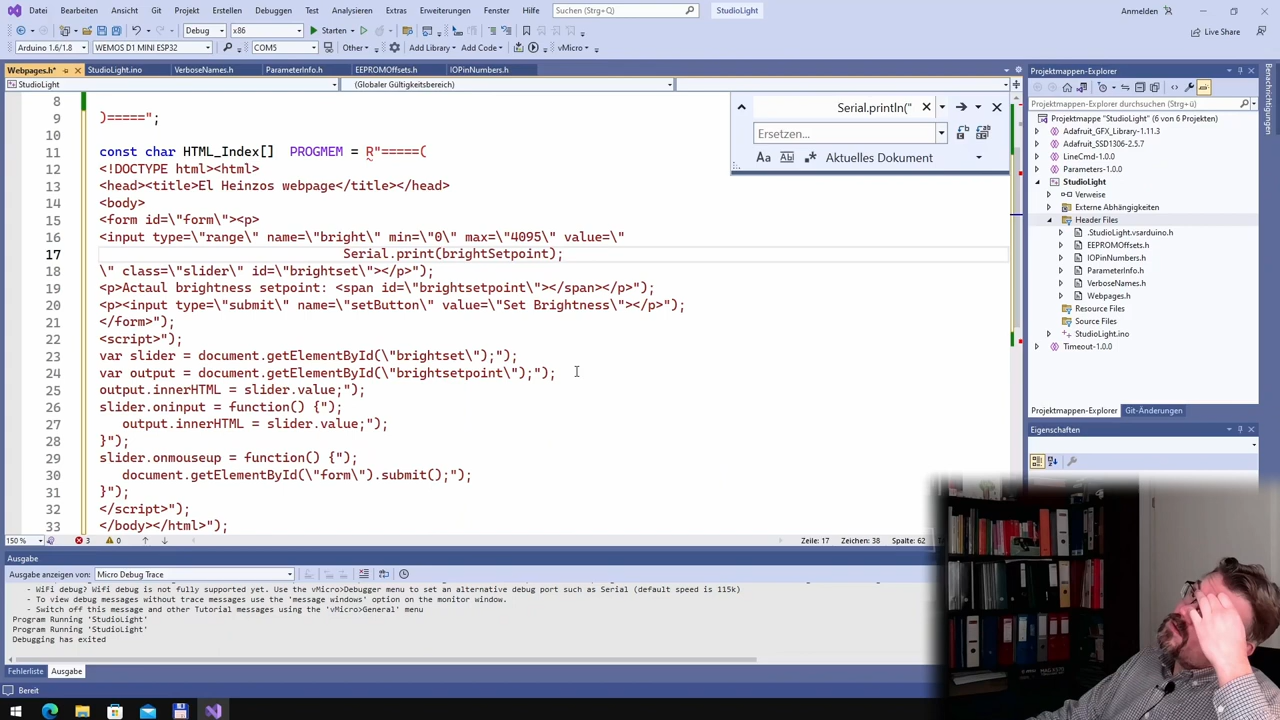 Datei Bearbeiten Ansicht Git Projekt Erstellen Debuggen Test Analysieren Extras Erweiterungen Fenster Hilfe Suchen (Strg+Q) StudioLight Anmelden
Debug x86 Starten Live Share
Arduino 1.6/1.8 WEMOS D1 MINI ESP32 COM5 Other Add Library Add Code vMicro
Webpages.h* StudioLight.ino VerboseNames.h ParameterInfo.h EEPROMOffsets.h IOPinNumbers.h
StudioLight (Globaler Gültigkeitsbereich)
Serial.println("
Ersetzen...
Aktuelles Dokument
8
9 )=====";
10
11 const char HTML_Index[]  PROGMEM = R"=====(
12 <!DOCTYPE html><html>
13 <head><title>El Heinzos webpage</title></head>
14 <body>
15 <form id=\"form\"><p>
16 <input type=\"range\" name=\"bright\" min=\"0\" max=\"4095\" value=\"
17 Serial.print(brightSetpoint);
18 \" class=\"slider\" id=\"brightset\"></p>");
19 <p>Actaul brightness setpoint: <span id=\"brightsetpoint\"></span></p>");
20 <p><input type=\"submit\" name=\"setButton\" value=\"Set Brightness\"></p>");
21 </form>");
22 <script>");
23 var slider = document.getElementById(\"brightset\");");
24 var output = document.getElementById(\"brightsetpoint\");");
25 output.innerHTML = slider.value;");
26 slider.oninput = function() {");
27 output.innerHTML = slider.value;");
28 }");
29 slider.onmouseup = function() {");
30 document.getElementById(\"form\").submit();");
31 }");
32 </script>");
33 </body></html>");
150 % 3 0 Zeile: 17 Zeichen: 38 Spalte: 62
Ausgabe
Ausgabe anzeigen von: Micro Debug Trace
- Wifi debug? Wifi debug is not fully supported yet. Use the vMicro>Debugger menu to set an alternative debug port such as Serial (default speed is 115k)
- To view debug messages without trace messages use the 'message windows' option on the monitor window.
- Switch off this message and other Tutorial messages using the 'vMicro>General' menu
Program Running 'StudioLight'
Program Running 'StudioLight'
Debugging has exited
Fehlerliste Ausgabe
Bereit
Projektmappen-Explorer
Projektmappen-Explorer durchsuchen (Strg+ü)
Projektmappe "StudioLight" (6 von 6 Projekten)
Adafruit_GFX_Library-1.11.3
Adafruit_SSD1306-2.5.7
LineCmd-1.0.0
Parameters-1.0.0
StudioLight
Verweise
Externe Abhängigkeiten
Header Files
.StudioLight.vsarduino.h
EEPROMOffsets.h
IOPinNumbers.h
ParameterInfo.h
VerboseNames.h
Webpages.h
Resource Files
Source Files
StudioLight.ino
Timeout-1.0.0
Projektmappen-Explorer Git-Änderungen
Eigenschaften
Benachrichtigungen